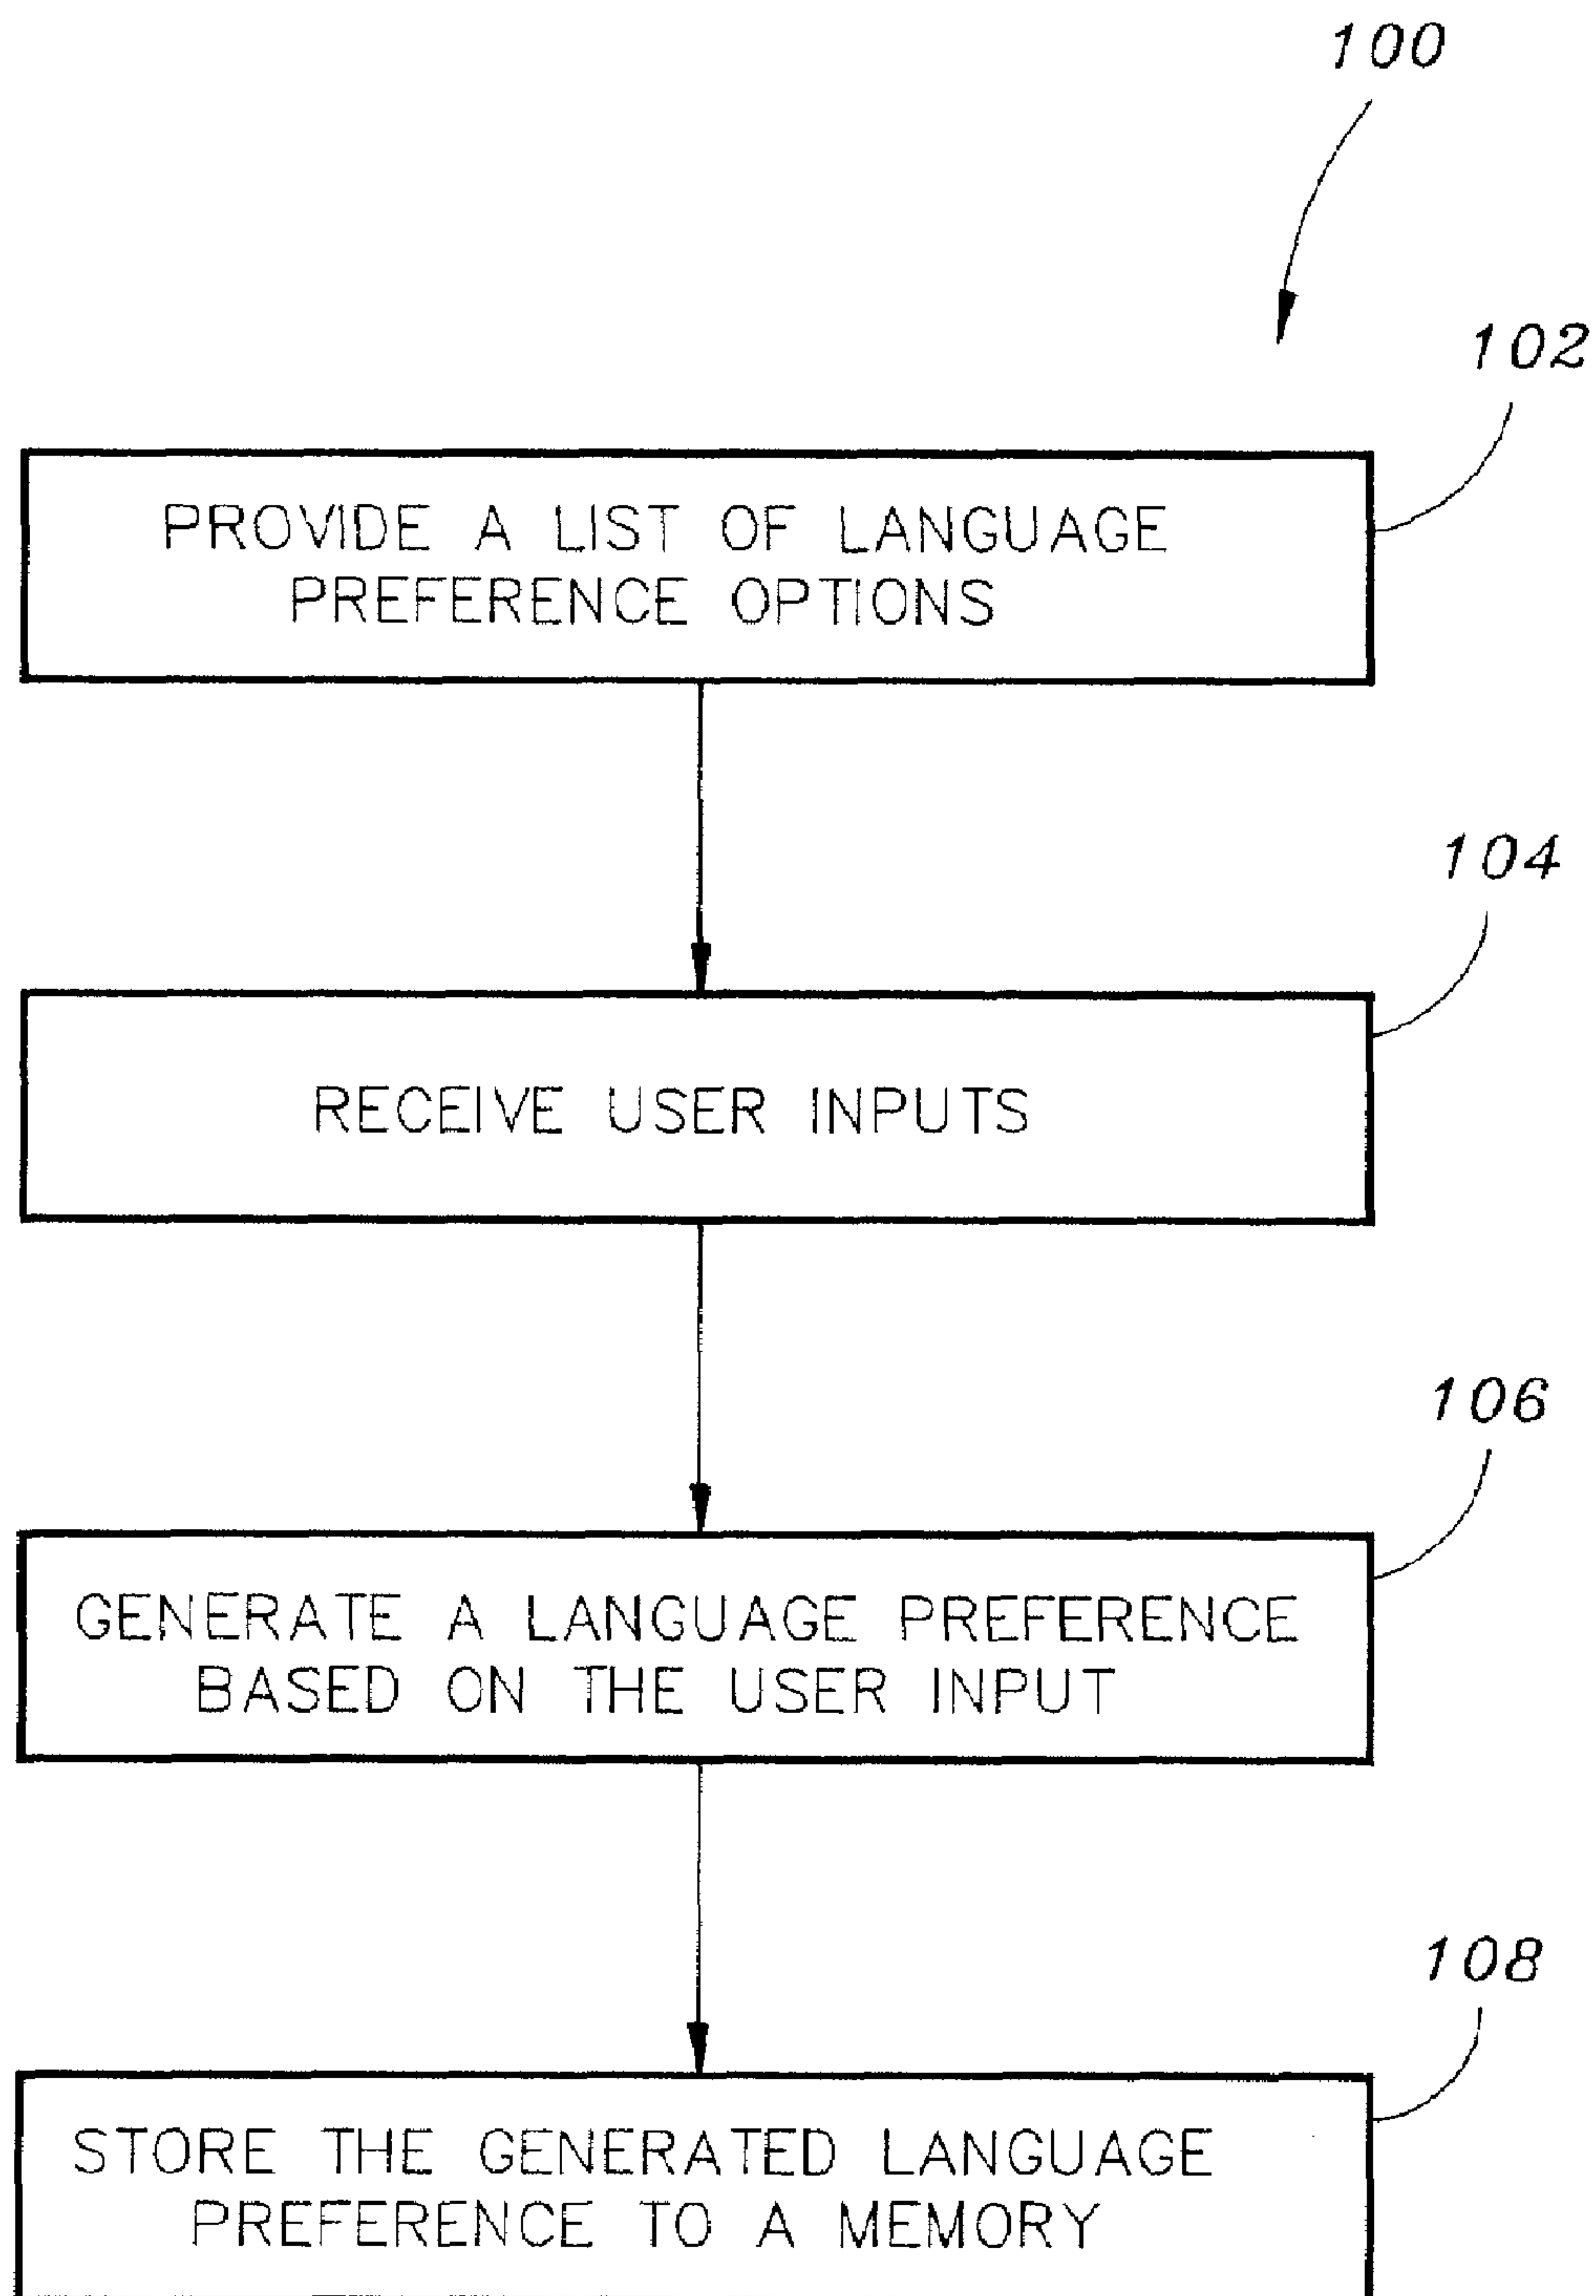 100
102
PROVIDE A LIST OF LANGUAGE
PREFERENCE OPTIONS
104
RECEIVE USER INPUTS
106
GENERATE A LANGUAGE PREFERENCE
BASED ON THE USER INPUT
108
STORE THE GENERATED LANGUAGE
PREFERENCE TO A MEMORY